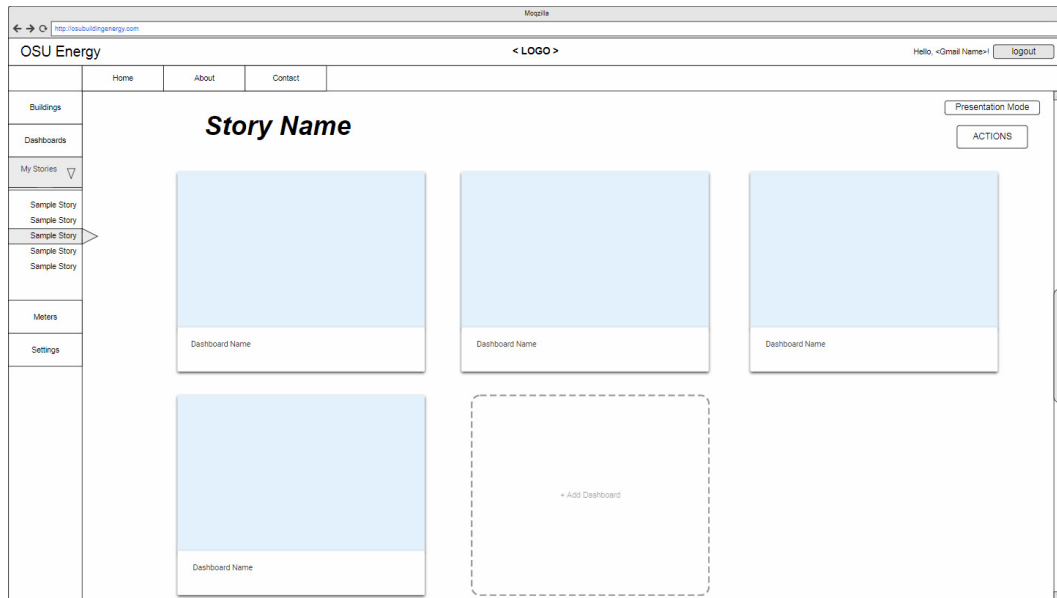 Moqzilla
http://osubuildingenergy.com
OSU Energy
< LOGO >
Hello, <Gmail Name>!
logout
Home
About
Contact
Buildings
Dashboards
My Stories
Sample Story
Sample Story
Sample Story
Sample Story
Sample Story
Meters
Settings
Story Name
Presentation Mode
ACTIONS
Dashboard Name
Dashboard Name
Dashboard Name
Dashboard Name
+ Add Dashboard